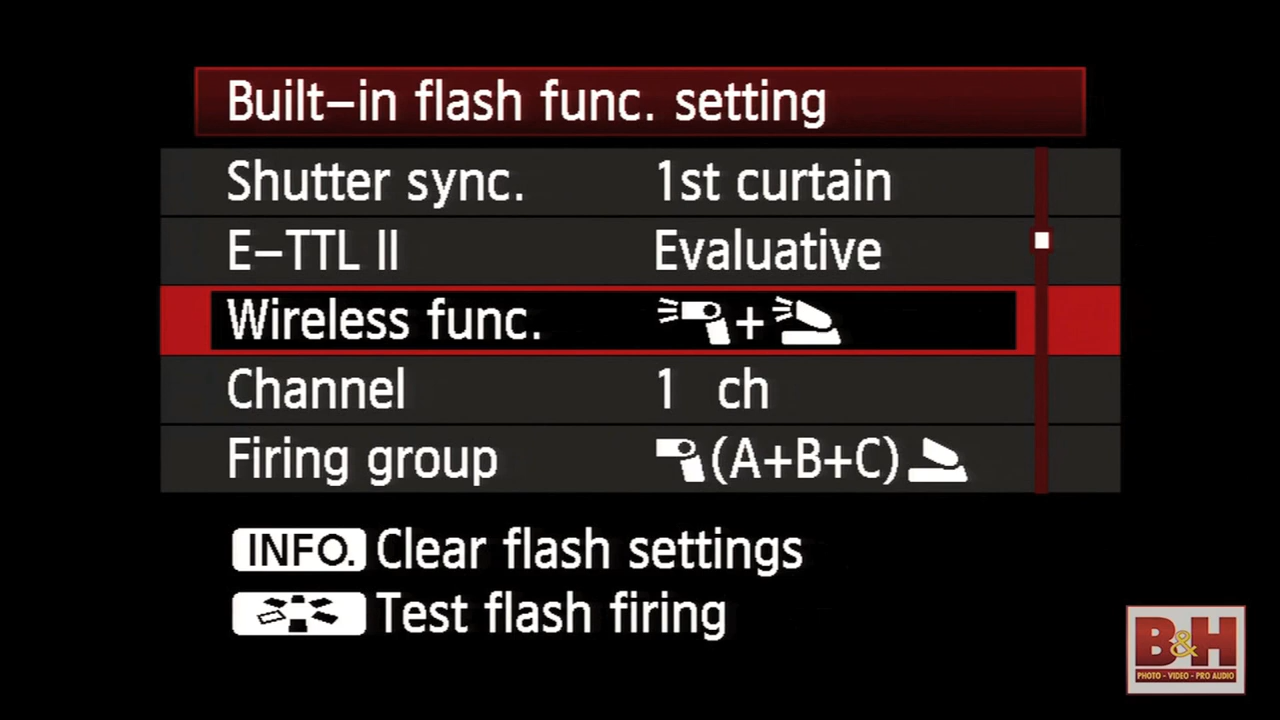 Built-in flash func. setting
Shutter sync. 1st curtain
E-TTL II Evaluative
Wireless func. +
Channel 1 ch
Firing group (A+B+C)
INFO. Clear flash settings
Test flash firing
B&H
PHOTO - VIDEO - PRO AUDIO